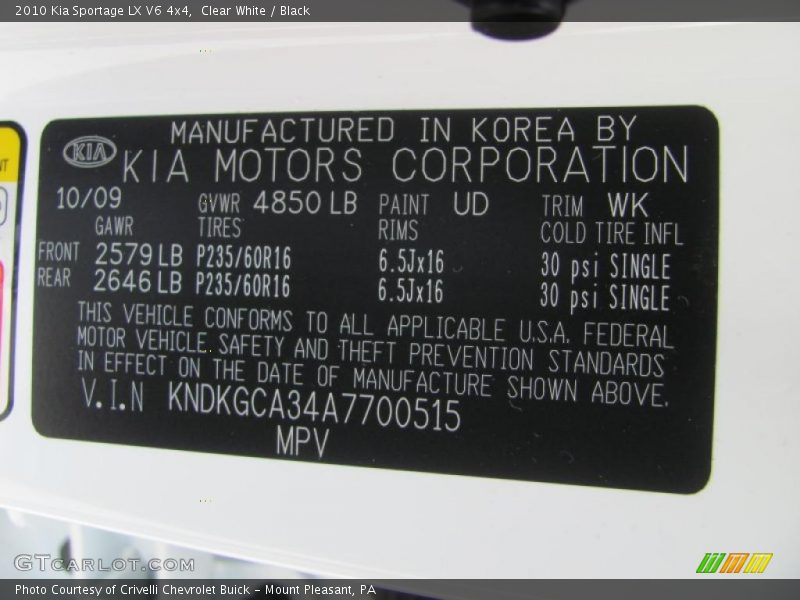 2010 Kia Sportage LX V6 4x4, Clear White / Black
MANUFACTURED IN KOREA BY
KIA KIA MOTORS CORPORATION
10/09 GVWR 4850 LB PAINT UD TRIM WK
GAWR TIRES RIMS COLD TIRE INFL
FRONT 2579 LB P235/60R16 6.5Jx16 30 psi SINGLE
REAR 2646 LB P235/60R16 6.5Jx16 30 psi SINGLE
THIS VEHICLE CONFORMS TO ALL APPLICABLE U.S.A. FEDERAL
MOTOR VEHICLE SAFETY AND THEFT PREVENTION STANDARDS
IN EFFECT ON THE DATE OF MANUFACTURE SHOWN ABOVE.
V.I.N KNDKGCA34A7700515
MPV
GTCARLOT.COM
Photo Courtesy of Crivelli Chevrolet Buick – Mount Pleasant, PA